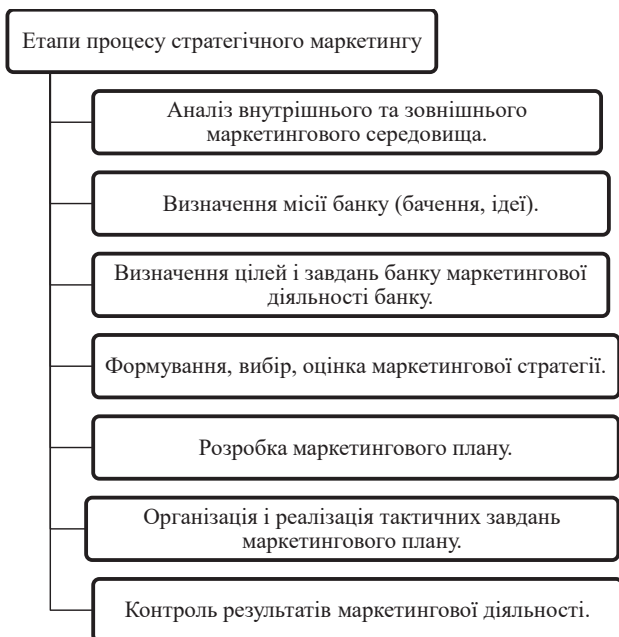 Етапи процесу стратегічного маркетингу
Аналіз внутрішнього та зовнішнього
маркетингового середовища.
Визначення місії банку (бачення, ідеї).
Визначення цілей і завдань банку маркетингової
діяльності банку.
Формування, вибір, оцінка маркетингової стратегії.
Розробка маркетингового плану.
Організація і реалізація тактичних завдань
маркетингового плану.
Контроль результатів маркетингової діяльності.